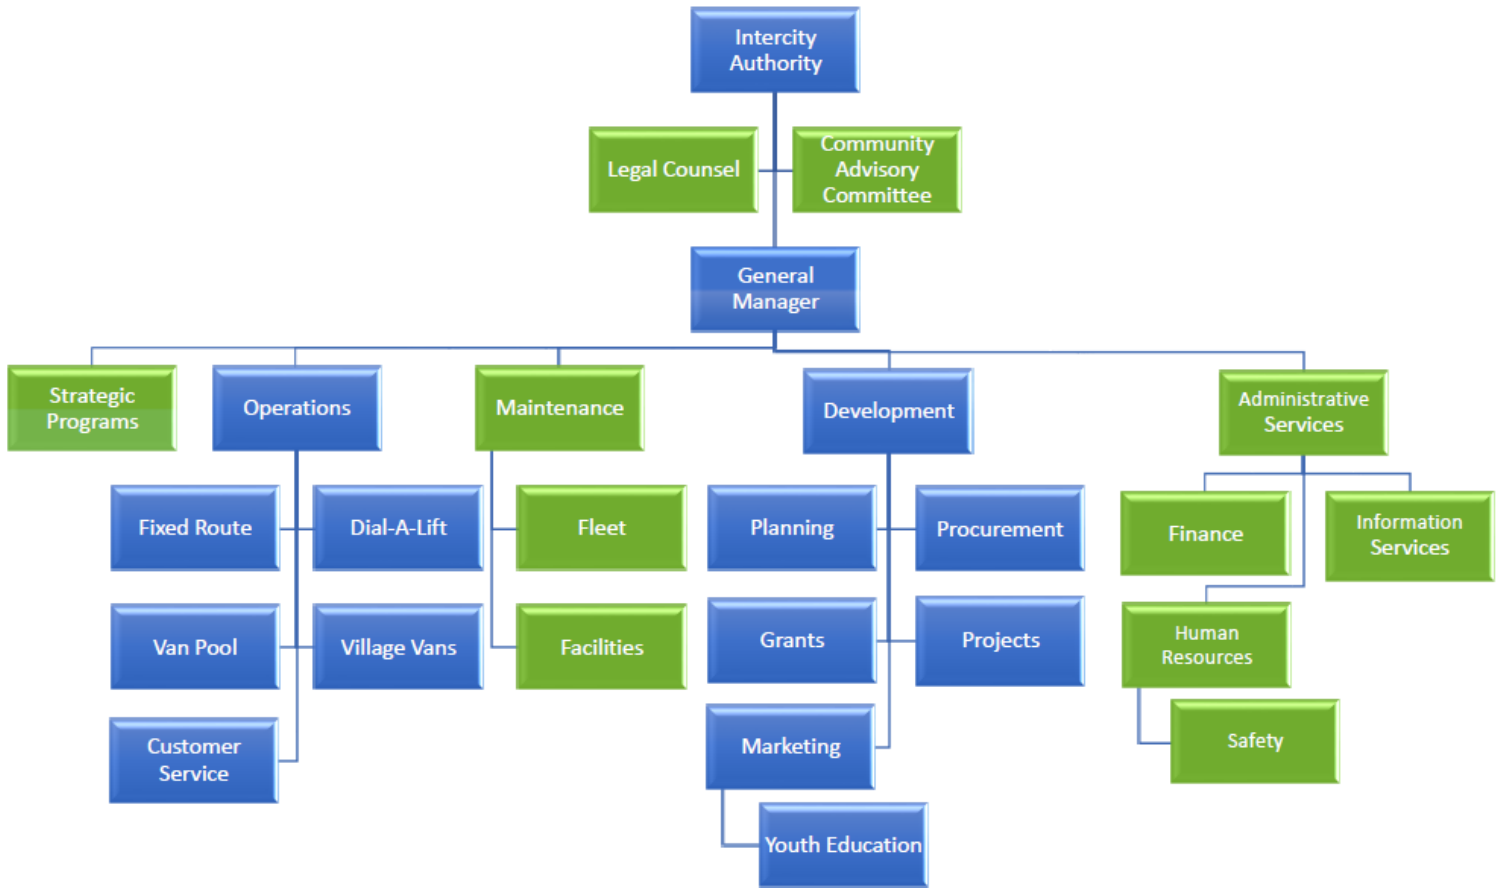 Intercity
Authority
Legal Counsel
Community
Advisory
Committee
General
Manager
Strategic
Programs
Operations
Maintenance
Development
Administrative
Services
Fixed Route
Dial-A-Lift
Fleet
Planning
Procurement
Finance
Information
Services
Van Pool
Village Vans
Facilities
Grants
Projects
Human
Resources
Customer
Service
Marketing
Safety
Youth Education